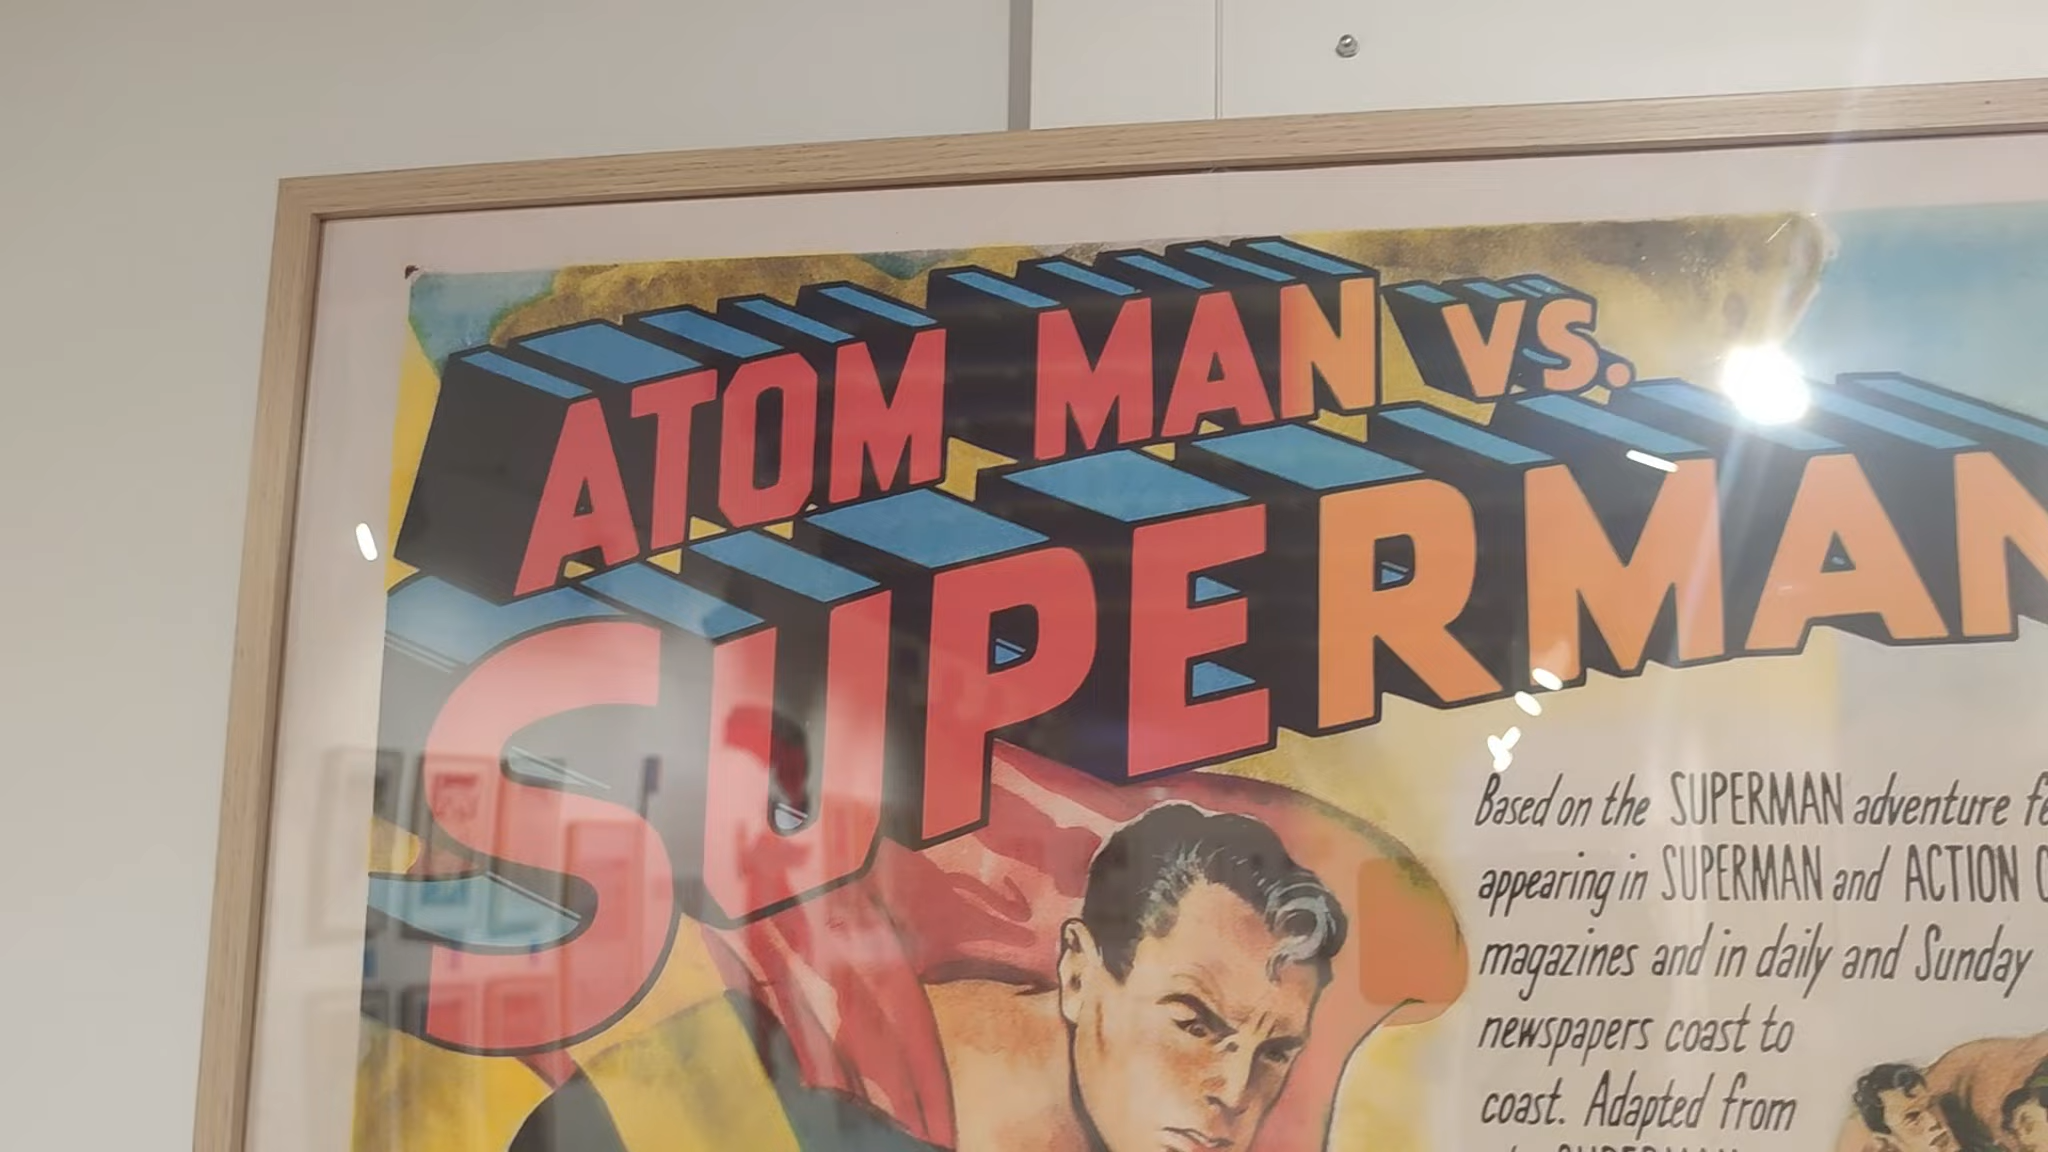 ATOM MAN VS.
SUPERMAN
Based on the SUPERMAN adventure
appearing in SUPERMAN and ACTION
magazines and in daily and Sunday
newspapers coast to
coast. Adapted from
SUPERMAN